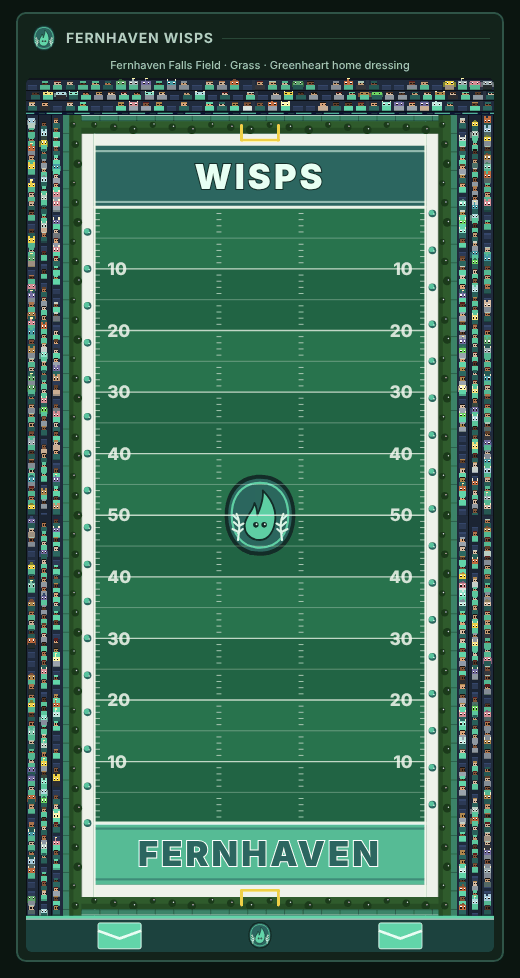 FERNHAVEN WISPS
Fernhaven Falls Field · Grass · Greenheart home dressing
WISPS
10 10
20 20
30 30
40 40
50 50
40 40
30 30
20 20
10 10
FERNHAVEN